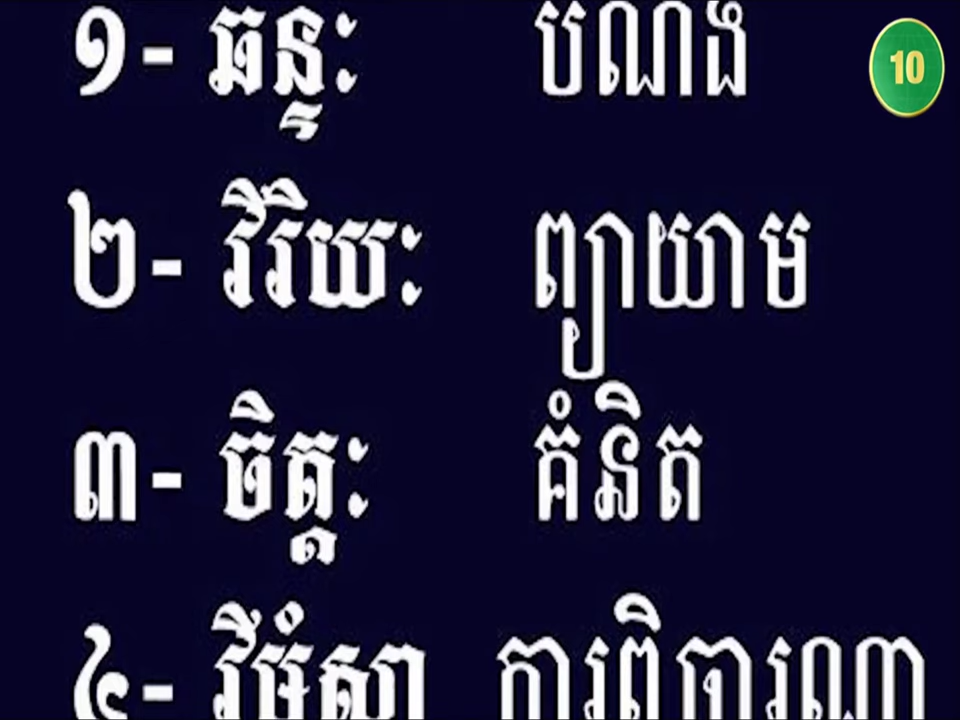 ១- ឆន្ទៈ បំណង
10
២- វិរិយៈ ព្យាយាម
៣- ចិត្តៈ គំនិត
៤- វីមំសា ការពិចារណា